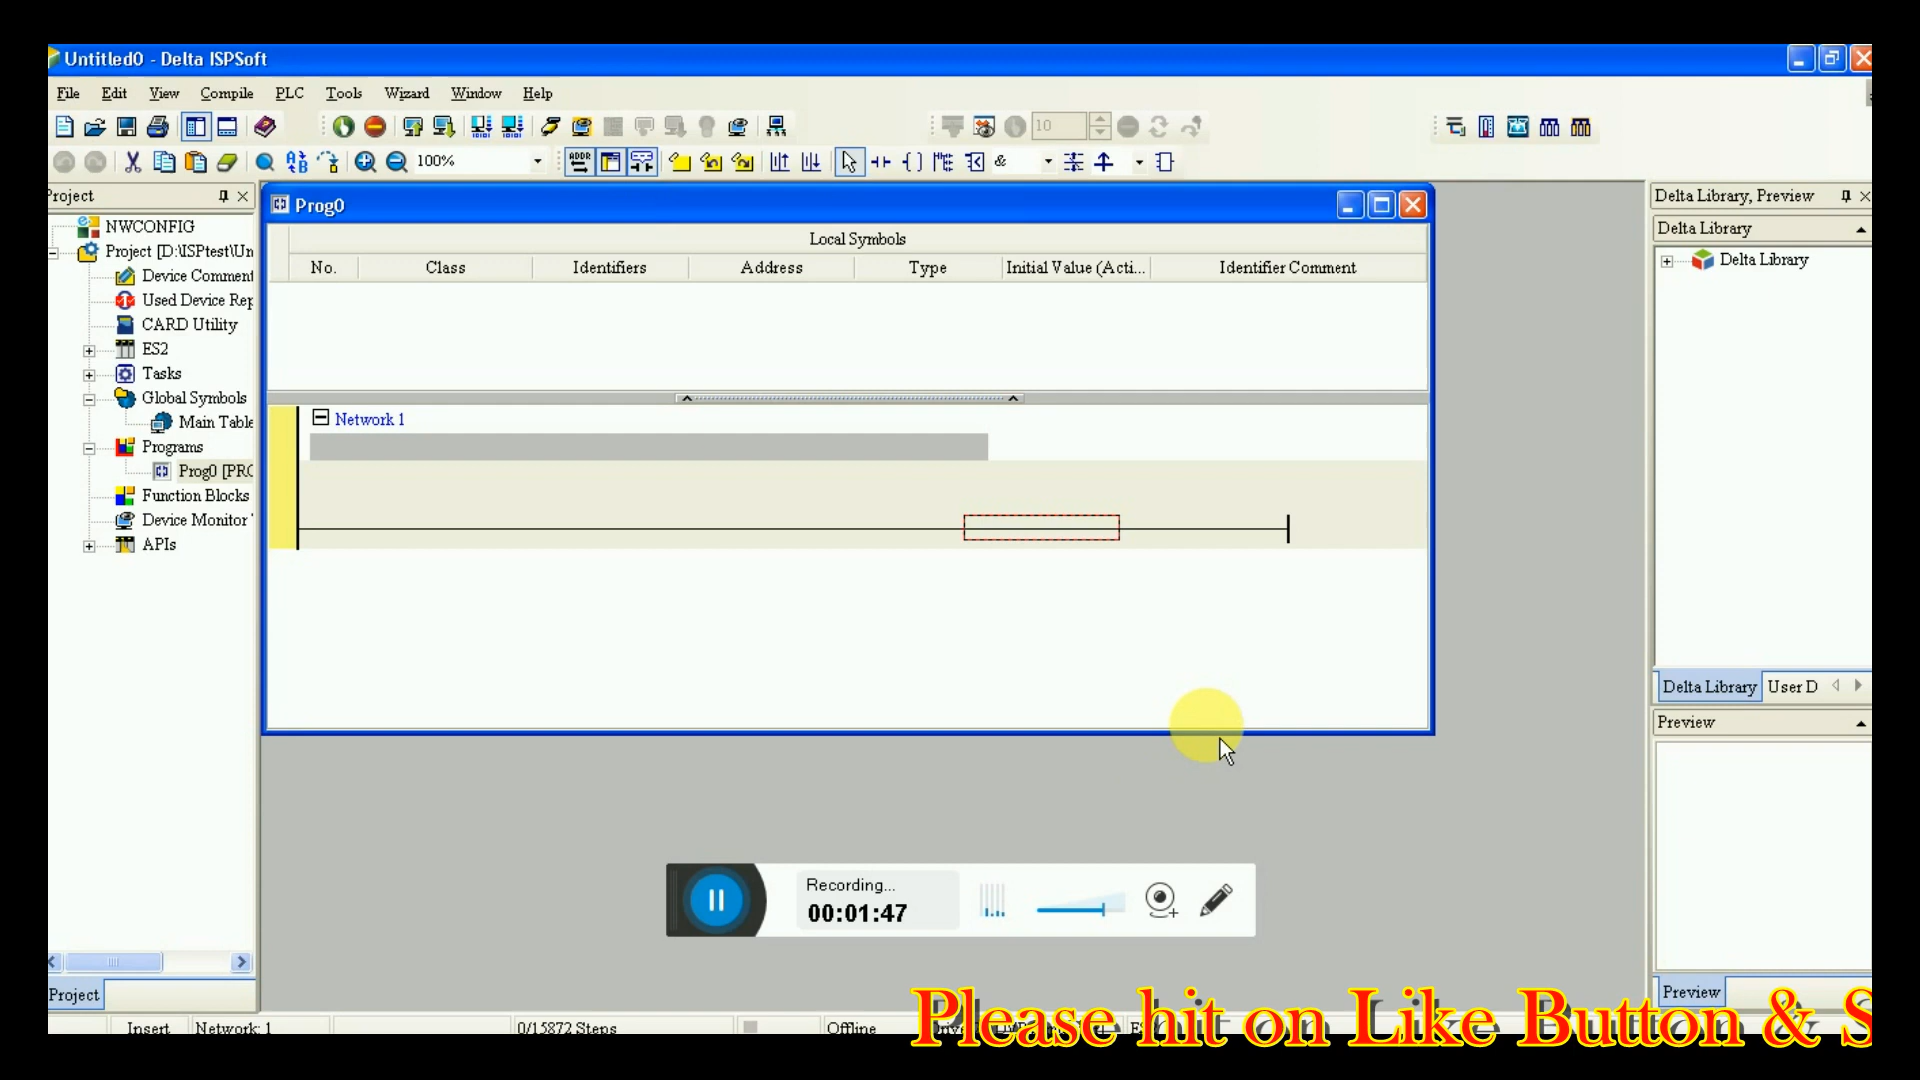 Untitled0 - Delta ISPSoft
File Edit View Compile PLC Tools Wizard Window Help
10
100%
ADDR
&
Project
NWCONFIG
Project [D:\ISPtest\Un
Device Comment
Used Device Rep
CARD Utility
ES2
Tasks
Global Symbols
Main Table
Programs
Prog0 [PRG
Function Blocks
Device Monitor
APIs
Project
Prog0
Local Symbols
No. Class Identifiers Address Type Initial Value (Acti... Identifier Comment
Network 1
Delta Library, Preview
Delta Library
Delta Library
Delta Library User D
Preview
Preview
Recording...
00:01:47
Insert Network: 1 0/15872 Steps Offline
Please hit on Like Button & S